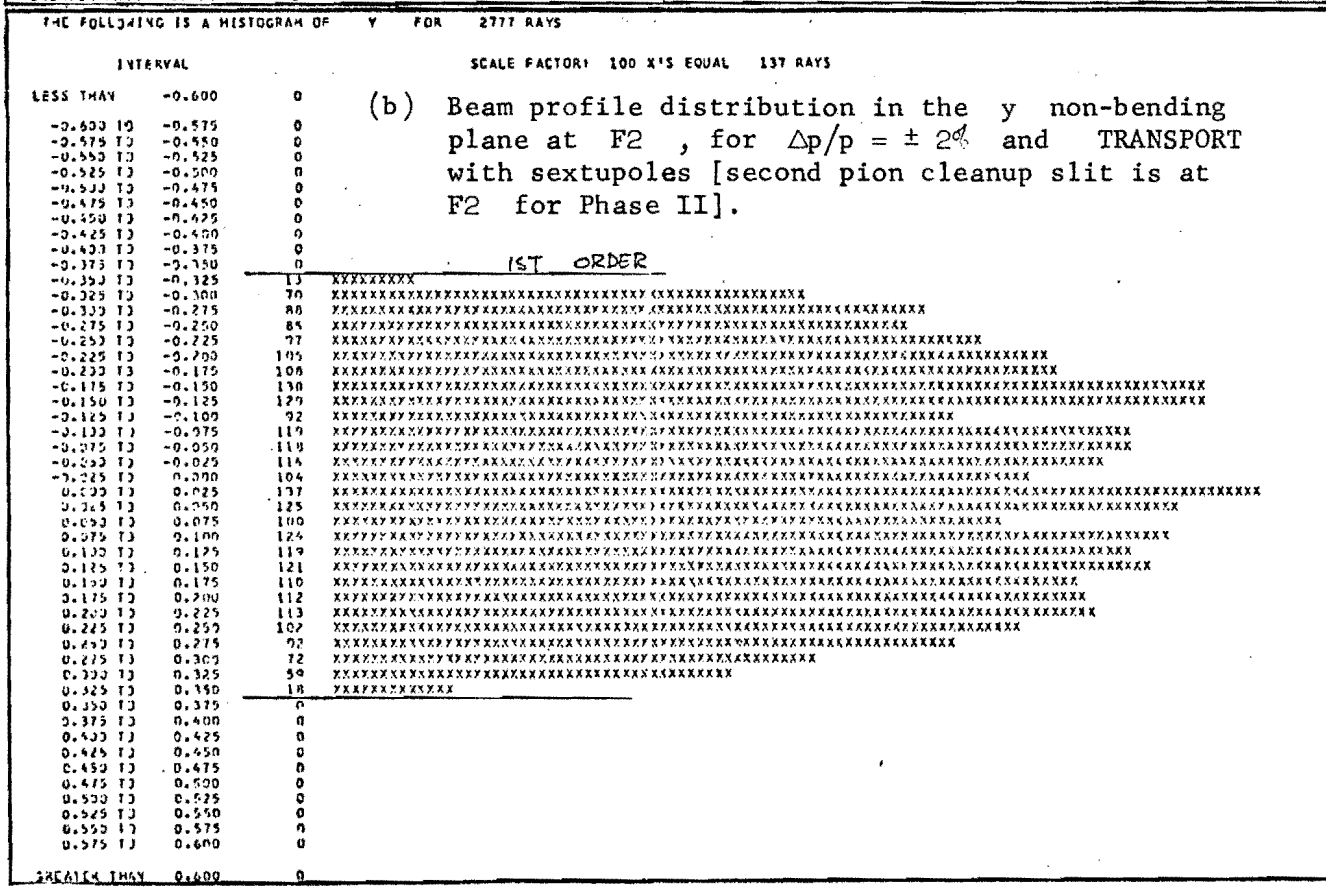 THE FOLLOWING IS A HISTOGRAM OF Y FOR 2777 RAYS
INTERVAL SCALE FACTOR: 100 X'S EQUAL 137 RAYS
LESS THAN -0.600 0
(b) Beam profile distribution in the y non-bending
plane at F2 , for Δp/p = ± 2% and TRANSPORT
with sextupoles [second pion cleanup slit is at
F2 for Phase II].
-0.600 TO -0.575 0
-0.575 TO -0.550 0
-0.550 TO -0.525 0
-0.525 TO -0.500 0
-0.500 TO -0.475 0
-0.475 TO -0.450 0
-0.450 TO -0.425 0
-0.425 TO -0.400 0
-0.400 TO -0.375 0
-0.375 TO -0.350 0
1ST ORDER
-0.350 TO -0.325 13 XXXXXXXXX
-0.325 TO -0.300 70
-0.300 TO -0.275 88
-0.275 TO -0.250 85
-0.250 TO -0.225 97
-0.225 TO -0.200 105
-0.200 TO -0.175 108
-0.175 TO -0.150 130
-0.150 TO -0.125 129
-0.125 TO -0.100 92
-0.100 TO -0.075 119
-0.075 TO -0.050 118
-0.050 TO -0.025 114
-0.025 TO 0.000 104
0.000 TO 0.025 137
0.025 TO 0.050 125
0.050 TO 0.075 100
0.075 TO 0.100 124
0.100 TO 0.125 119
0.125 TO 0.150 121
0.150 TO 0.175 110
0.175 TO 0.200 112
0.200 TO 0.225 113
0.225 TO 0.250 102
0.250 TO 0.275 92
0.275 TO 0.300 72
0.300 TO 0.325 59
0.325 TO 0.350 18 XXXXXXXXXXXXX
0.350 TO 0.375 0
0.375 TO 0.400 0
0.400 TO 0.425 0
0.425 TO 0.450 0
0.450 TO 0.475 0
0.475 TO 0.500 0
0.500 TO 0.525 0
0.525 TO 0.550 0
0.550 TO 0.575 0
0.575 TO 0.600 0
GREATER THAN 0.600 0